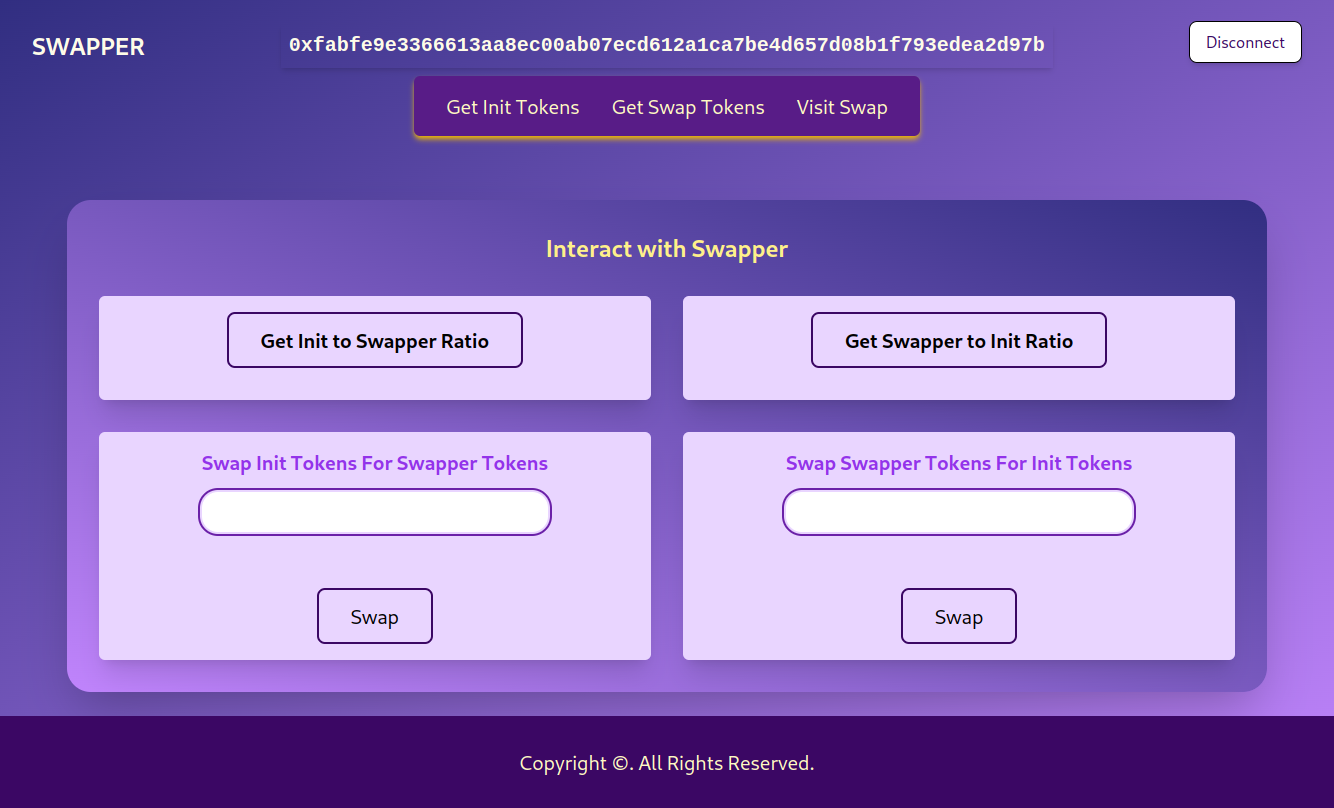 SWAPPER
0xfabfe9e3366613aa8ec00ab07ecd612a1ca7be4d657d08b1f793edea2d97b
Disconnect
Get Init Tokens Get Swap Tokens Visit Swap
Interact with Swapper
Get Init to Swapper Ratio
Get Swapper to Init Ratio
Swap Init Tokens For Swapper Tokens
Swap
Swap Swapper Tokens For Init Tokens
Swap
Copyright ©. All Rights Reserved.